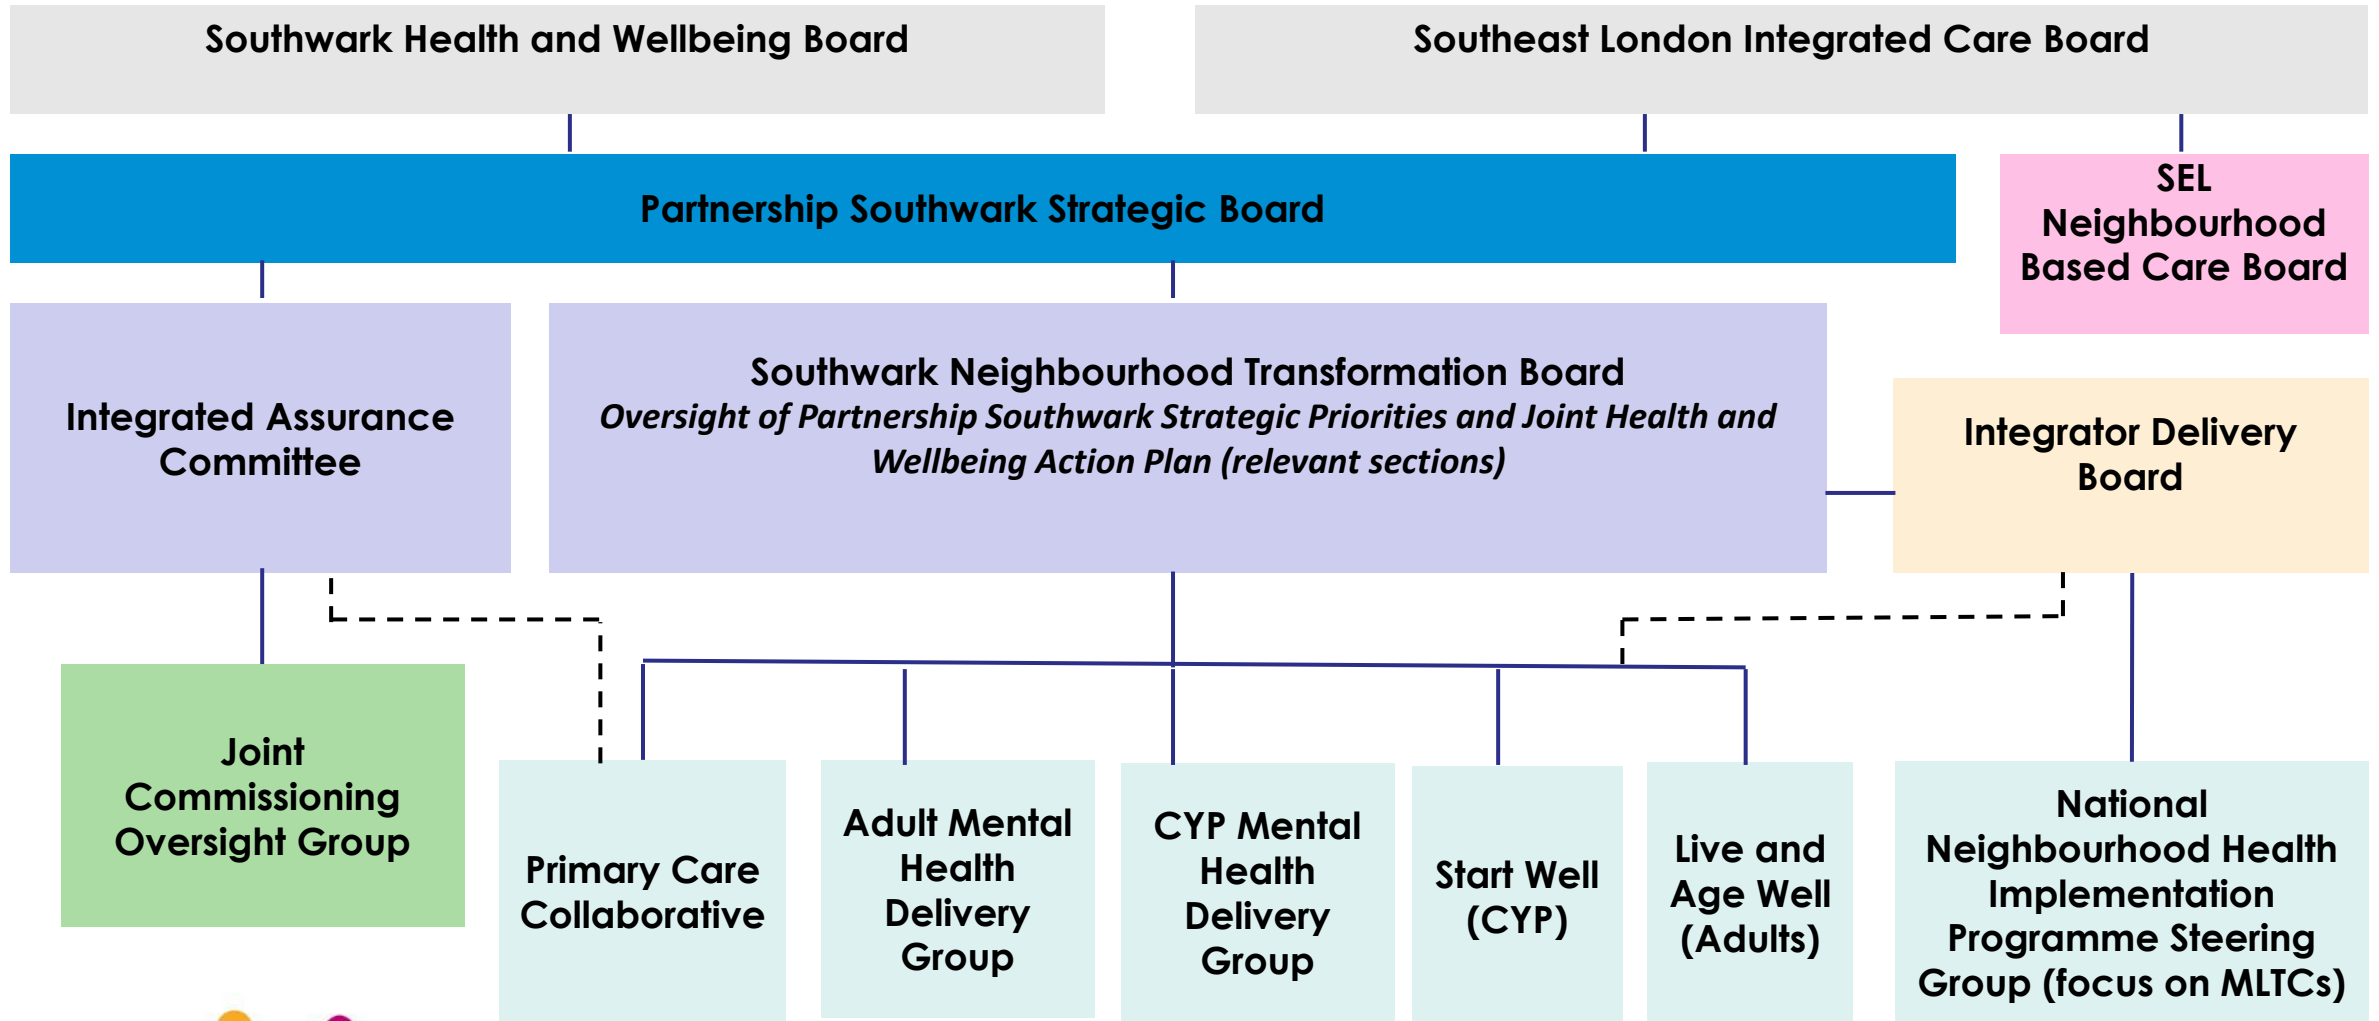 Southwark Health and Wellbeing Board
Southeast London Integrated Care Board
Partnership Southwark Strategic Board
SEL
Neighbourhood
Based Care Board
Integrated Assurance
Committee
Southwark Neighbourhood Transformation Board
Oversight of Partnership Southwark Strategic Priorities and Joint Health and
Wellbeing Action Plan (relevant sections)
Integrator Delivery
Board
Joint
Commissioning
Oversight Group
Primary Care
Collaborative
Adult Mental
Health
Delivery
Group
CYP Mental
Health
Delivery
Group
Start Well
(CYP)
Live and
Age Well
(Adults)
National
Neighbourhood Health
Implementation
Programme Steering
Group (focus on MLTCs)